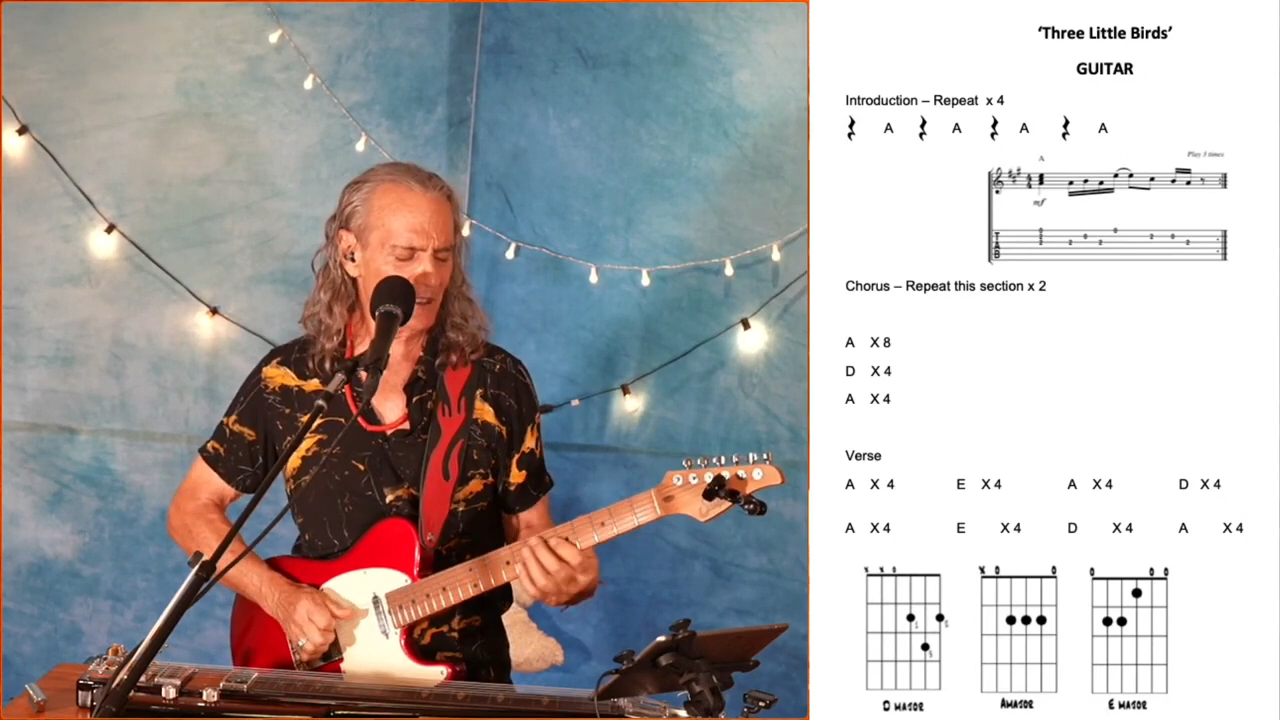 ‘Three Little Birds’
GUITAR
Introduction – Repeat x 4
A A A A
Play 3 times
A
mf
Chorus – Repeat this section x 2
A X 8
D X 4
A X 4
Verse
A X 4 E X 4 A X 4 D X 4
A X 4 E X 4 D X 4 A X 4
x x o x o o o o o
D MAJOR AMAJOR E MAJOR